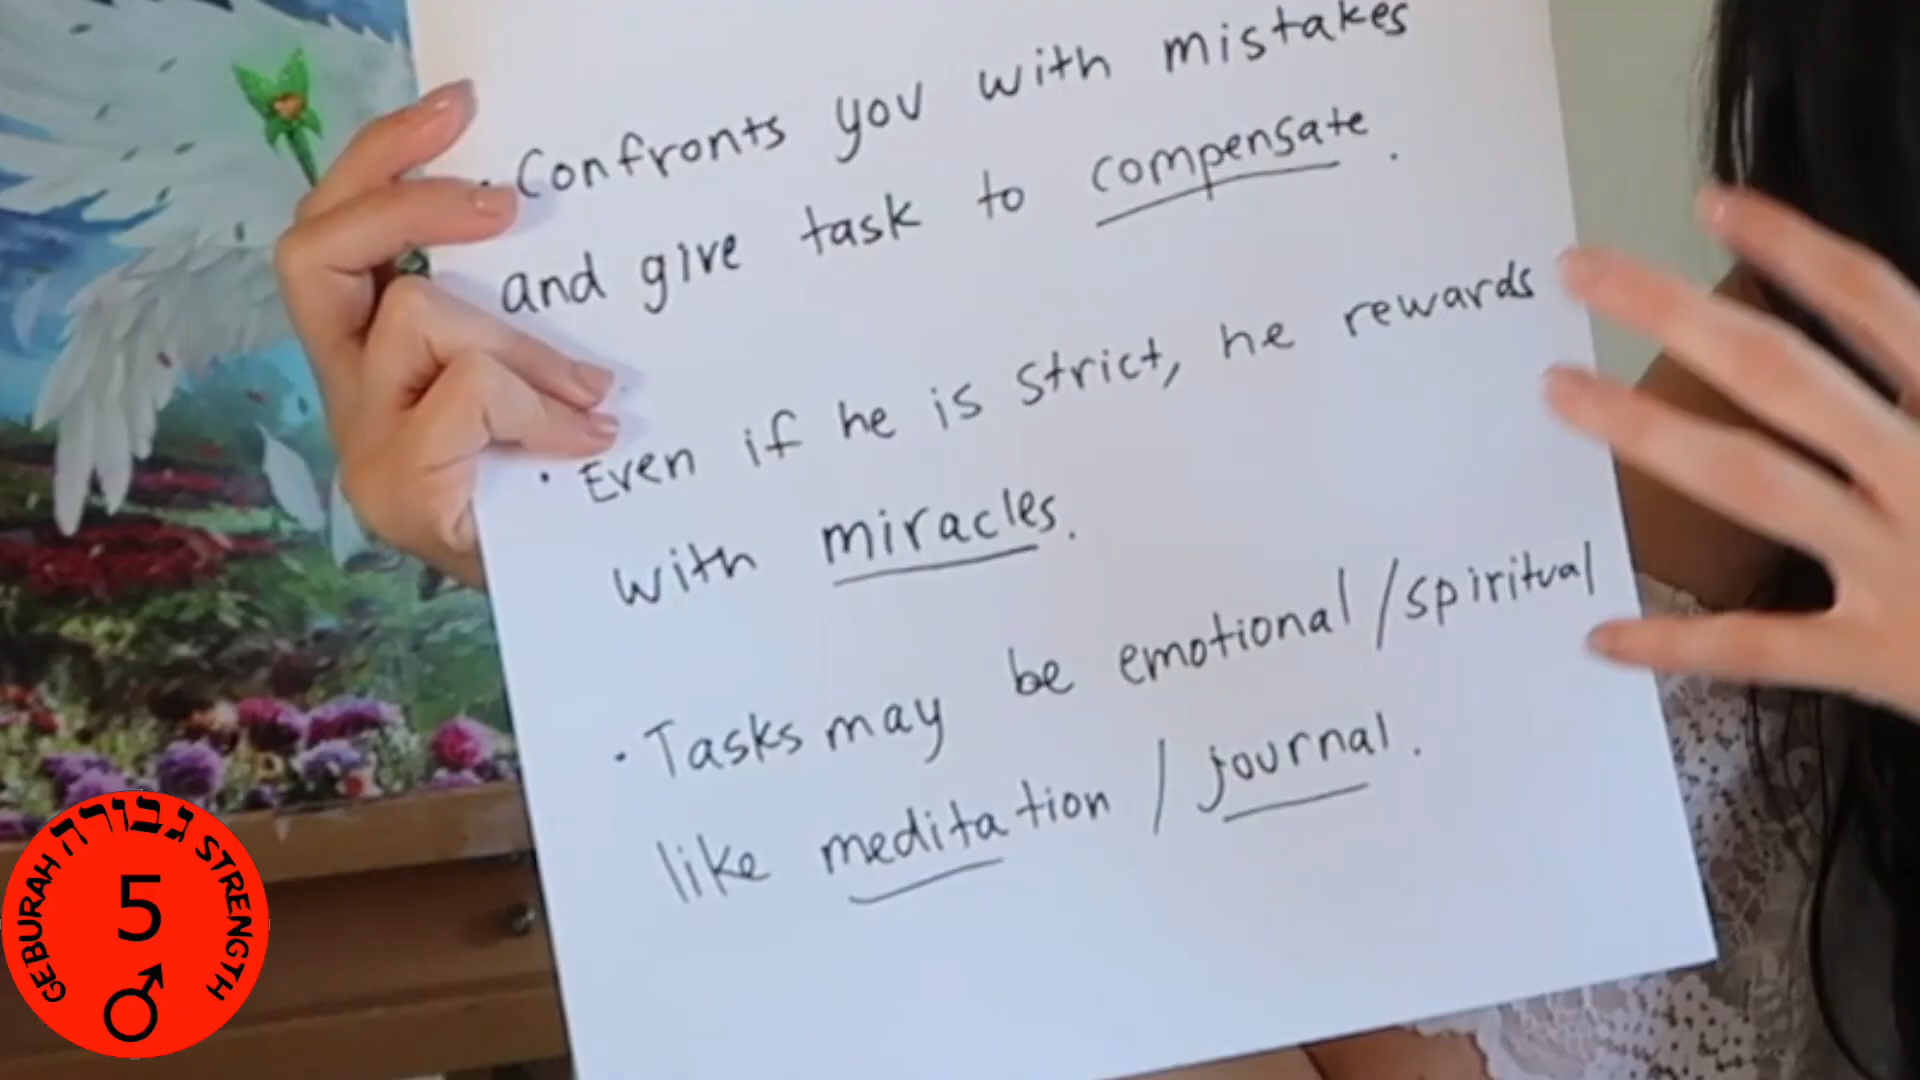 · Confronts you with mistakes
and give task to compensate.
· Even if he is strict, he rewards
with miracles.
· Tasks may be emotional/spiritual
like meditation / journal.
GEBURAH גבורה STRENGTH
5
♂